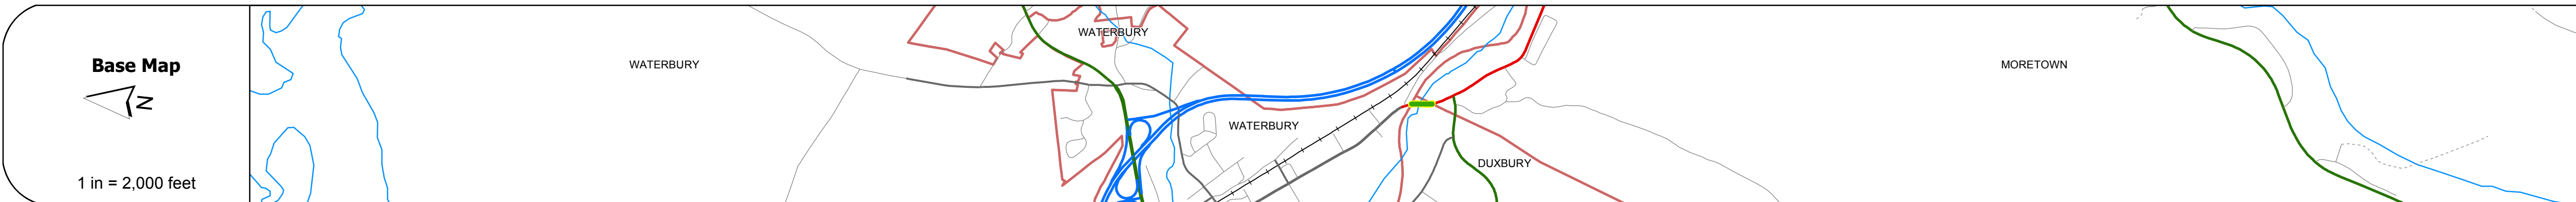 Base Map
N
1 in = 2,000 feet
WATERBURY
WATERBURY
WATERBURY
DUXBURY
MORETOWN